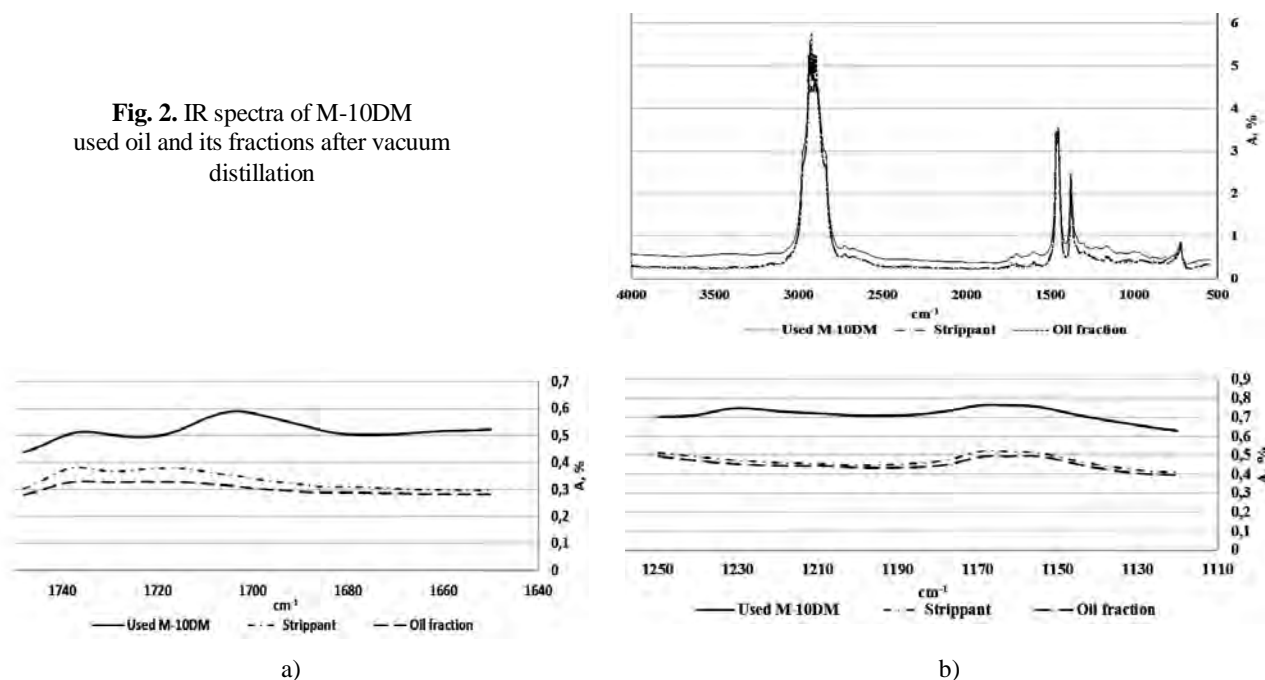 Fig. 2. IR spectra of M-10DM
used oil and its fractions after vacuum
distillation
6
5
4
3
2
1
0
A, %
4000 3500 3000 2500 2000 1500 1000 500
cm⁻¹
Used M-10DM Strippant Oil fraction
0,7
0,6
0,5
0,4
0,3
0,2
0,1
0
A, %
1740 1720 1700 1680 1660 1640
cm⁻¹
Used M-10DM Strippant Oil fraction
a)
0,9
0,8
0,7
0,6
0,5
0,4
0,3
0,2
0,1
0
A, %
1250 1230 1210 1190 1170 1150 1130 1110
cm⁻¹
Used M-10DM Strippant Oil fraction
b)